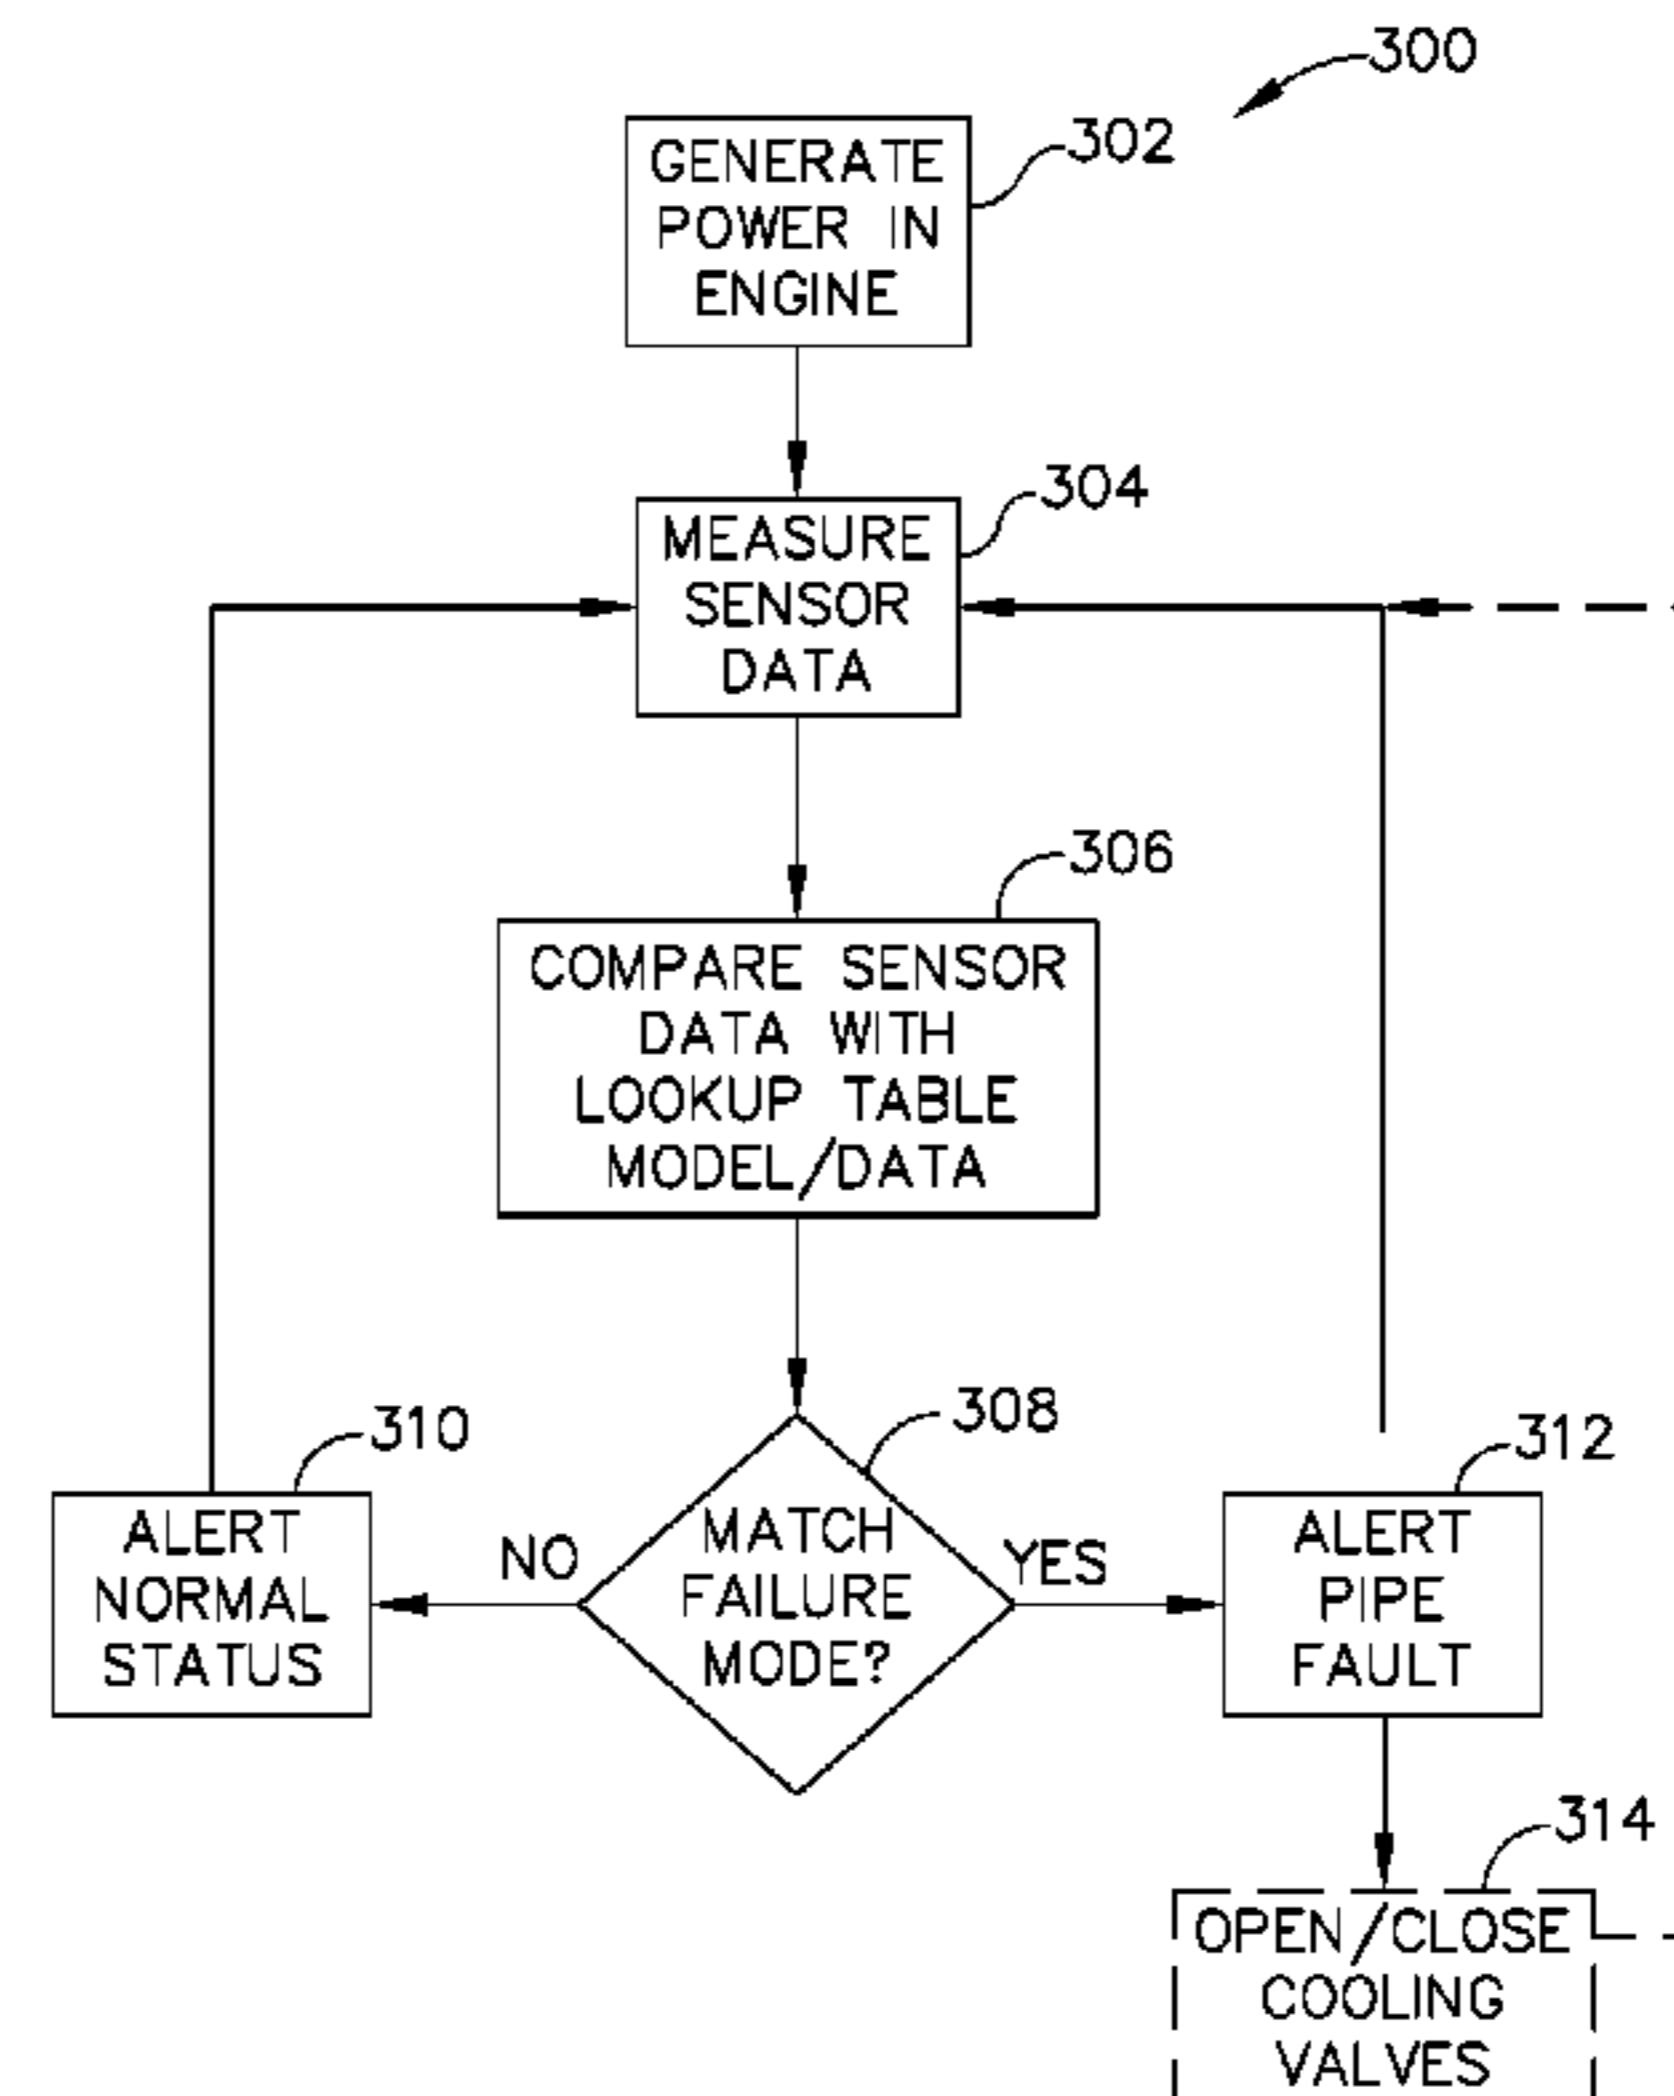 300
302
GENERATE
POWER IN
ENGINE
304
MEASURE
SENSOR
DATA
306
COMPARE SENSOR
DATA WITH
LOOKUP TABLE
MODEL/DATA
308
MATCH
FAILURE
MODE?
NO
YES
310
ALERT
NORMAL
STATUS
312
ALERT
PIPE
FAULT
314
OPEN/CLOSE
COOLING
VALVES